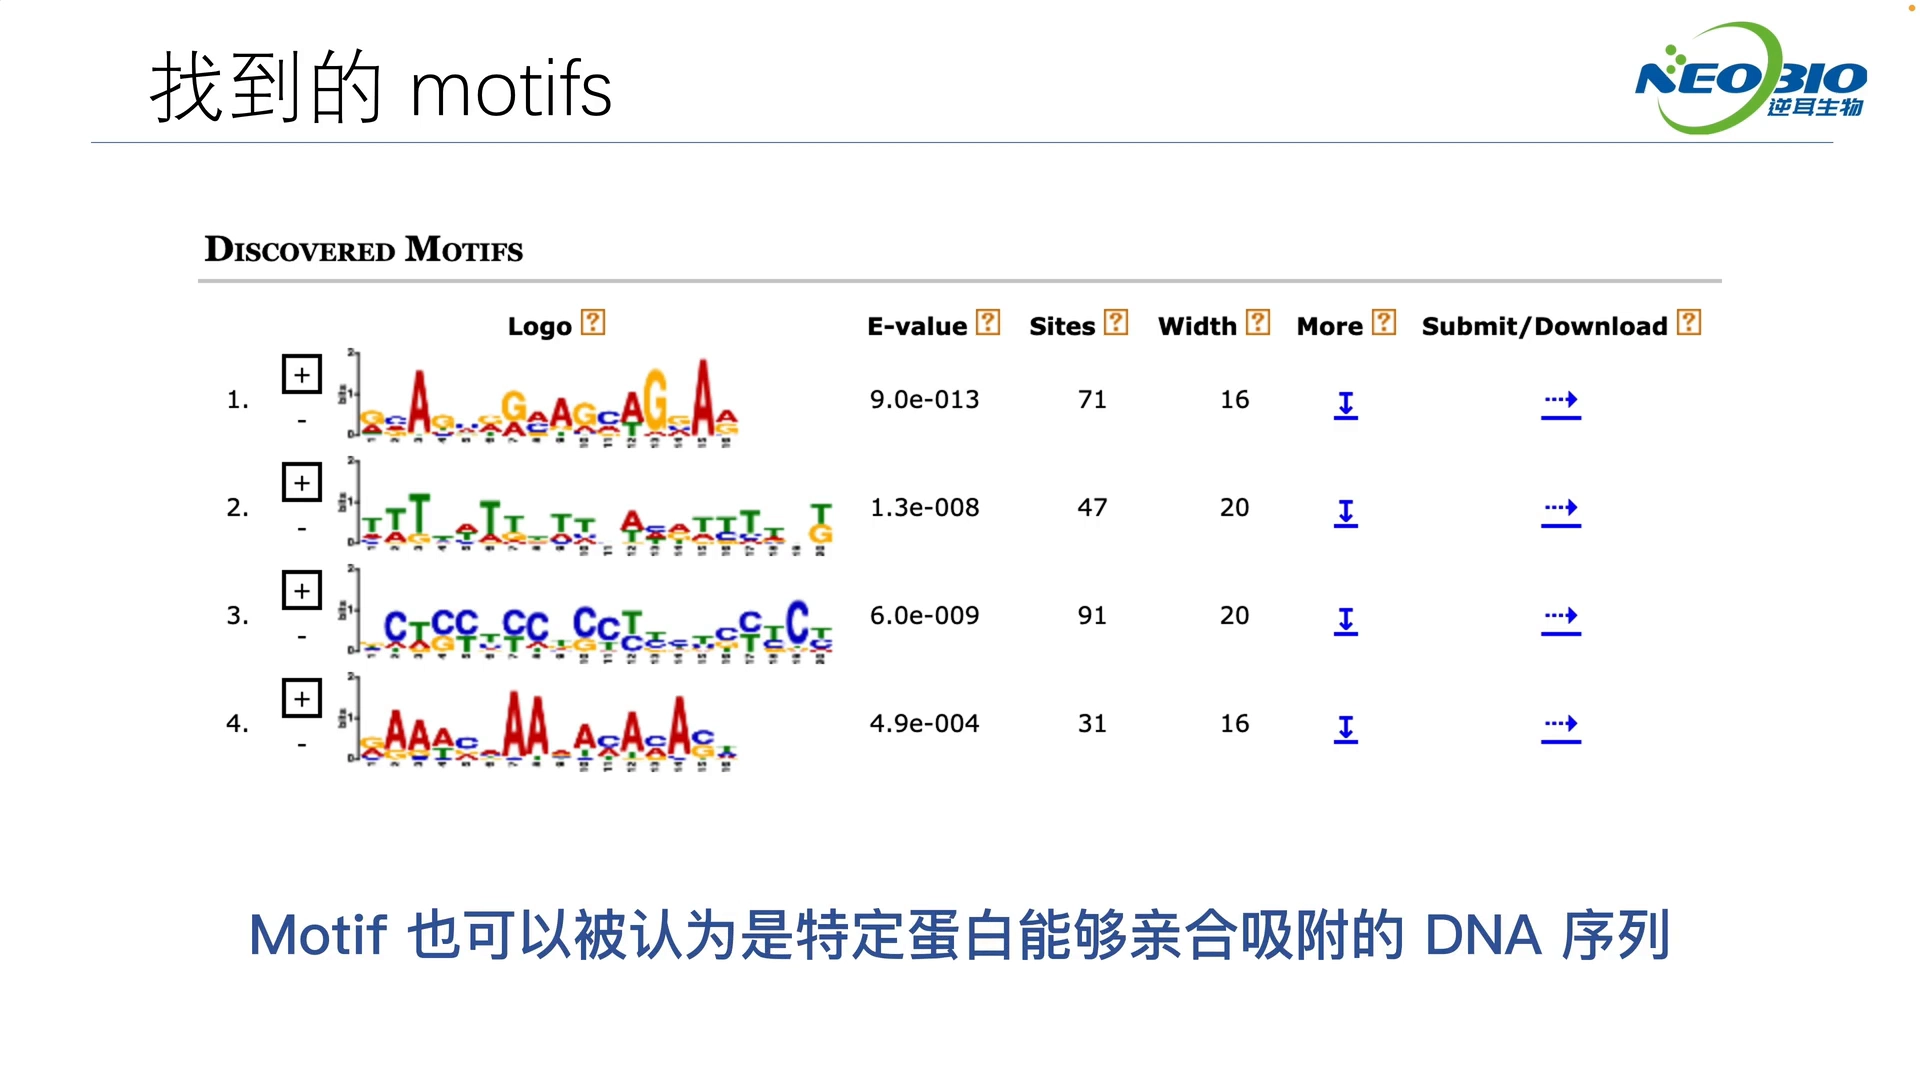 找到的 motifs
NEOBIO
逆耳生物
DISCOVERED MOTIFS
Logo ? E-value ? Sites ? Width ? More ? Submit/Download ?
1. + - 9.0e-013 71 16
2. + - 1.3e-008 47 20
3. + - 6.0e-009 91 20
4. + - 4.9e-004 31 16
Motif 也可以被认为是特定蛋白能够亲合吸附的 DNA 序列